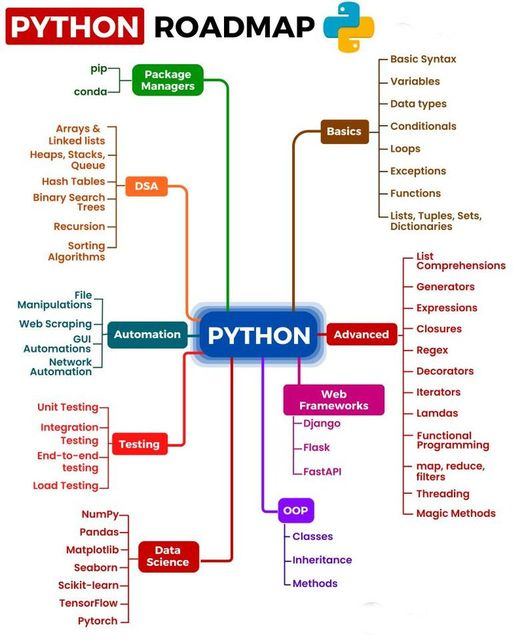 PYTHON ROADMAP
Package
Managers
pip
conda
Basics
Basic Syntax
Variables
Data types
Conditionals
Loops
Exceptions
Functions
Lists, Tuples, Sets,
Dictionaries
DSA
Arrays &
Linked lists
Heaps, Stacks,
Queue
Hash Tables
Binary Search
Trees
Recursion
Sorting
Algorithms
PYTHON
Advanced
List
Comprehensions
Generators
Expressions
Closures
Regex
Decorators
Iterators
Lamdas
Functional
Programming
map, reduce,
filters
Threading
Magic Methods
Automation
File
Manipulations
Web Scraping
GUI
Automations
Network
Automation
Web
Frameworks
Django
Flask
FastAPI
Testing
Unit Testing
Integration
Testing
End-to-end
testing
Load Testing
OOP
Classes
Inheritance
Methods
Data
Science
NumPy
Pandas
Matplotlib
Seaborn
Scikit-learn
TensorFlow
Pytorch